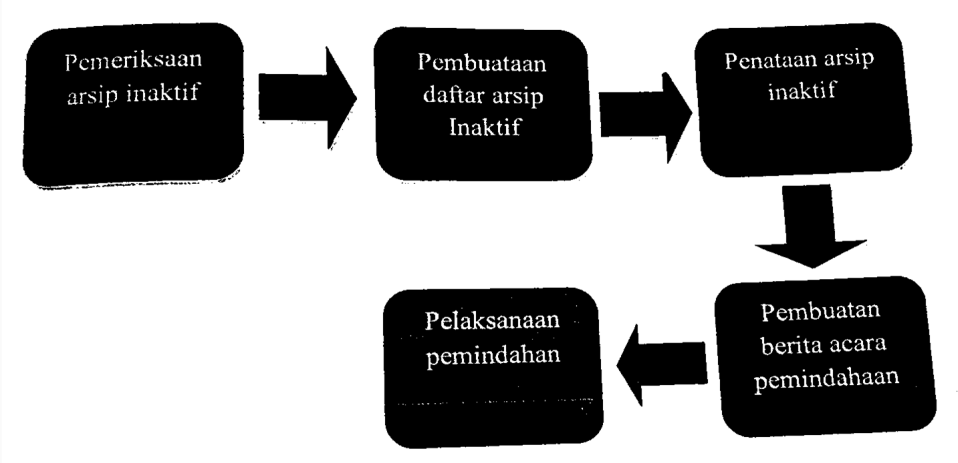 Pemeriksaan
arsip inaktif
Pembuataan
daftar arsip
Inaktif
Penataan arsip
inaktif
Pembuatan
berita acara
pemindahaan
Pelaksanaan
pemindahan